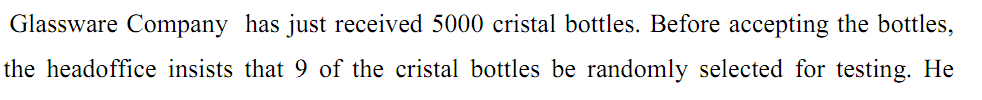 Glassware Company has just received 5000 cristal bottles. Before accepting the bottles,
the headoffice insists that 9 of the cristal bottles be randomly selected for testing. He